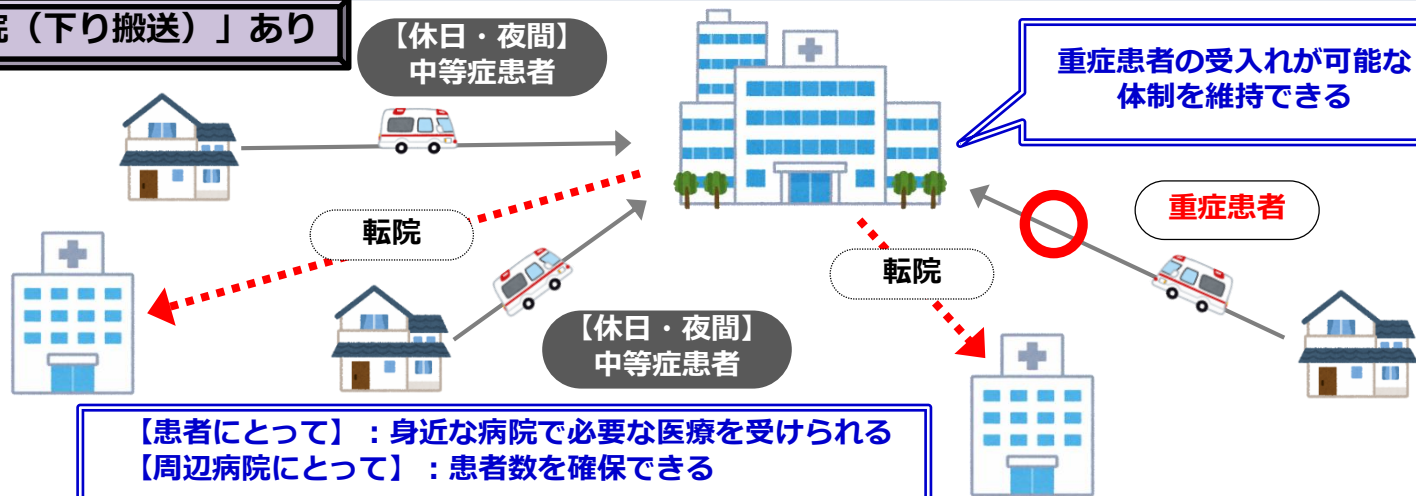 院（下り搬送）」あり
【休日・夜間】
中等症患者
重症患者の受入れが可能な
体制を維持できる
重症患者
転院
転院
【休日・夜間】
中等症患者
【患者にとって】：身近な病院で必要な医療を受けられる
【周辺病院にとって】：患者数を確保できる